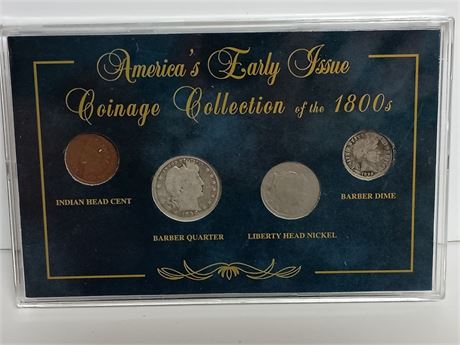 America's Early Issue
Coinage Collection of the 1800s
INDIAN HEAD CENT
BARBER QUARTER
LIBERTY HEAD NICKEL
BARBER DIME